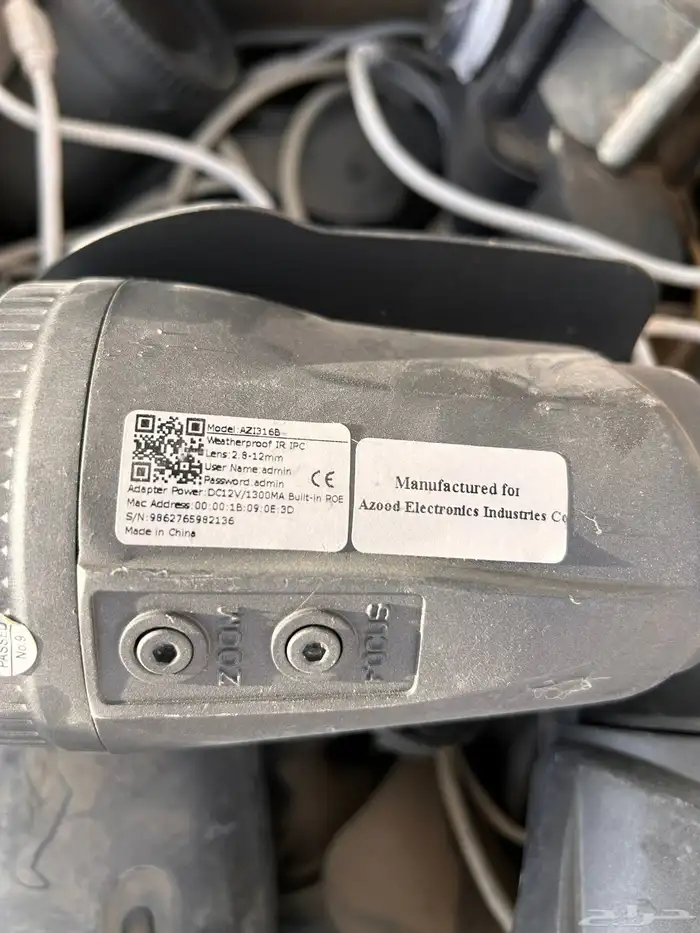 Model:AZI316B
Weatherproof IR IPC
Lens:2.8-12mm
User Name:admin
Password:admin
Adapter Power:DC12V/1300MA Built-in POE
Mac Address:00:00:1B:09:0E:3D
S/N:9862765982136
Made in China
CE
Manufactured for
Azood Electronics Industries Co
ZOOM
FOCUS
PASSED
No.9
حراج